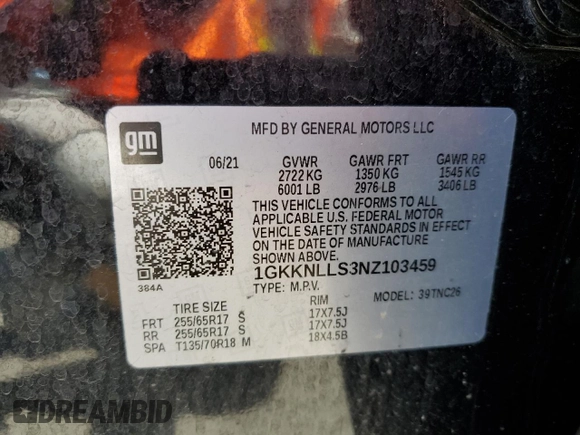 gm
MFD BY GENERAL MOTORS LLC
06/21 GVWR GAWR FRT GAWR RR
2722 KG 1350 KG 1545 KG
6001 LB 2976 LB 3406 LB
THIS VEHICLE CONFORMS TO ALL
APPLICABLE U.S. FEDERAL MOTOR
VEHICLE SAFETY STANDARDS IN EFFECT
ON THE DATE OF MANUFACTURE
SHOWN ABOVE.
1GKKNLLS3NZ103459
384A
TYPE: M.P.V. MODEL: 39TNC26
TIRE SIZE RIM
FRT 255/65R17 S 17X7.5J
RR 255/65R17 S 17X7.5J
SPA T135/70R18 M 18X4.5B
DREAMBID